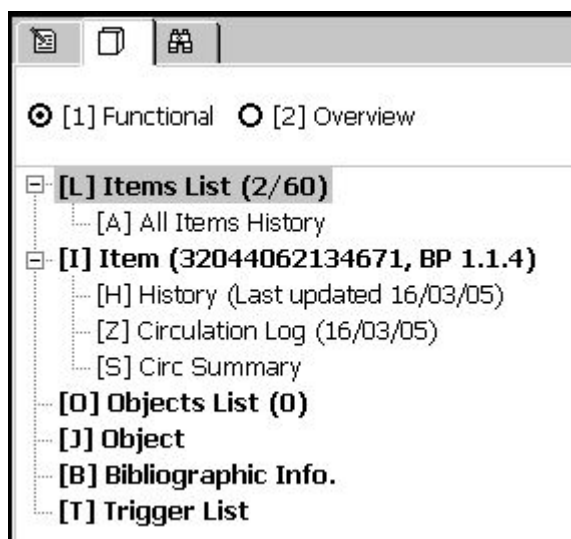 [1] Functional [2] Overview
[L] Items List (2/60)
[A] All Items History
[I] Item (32044062134671, BP 1.1.4)
[H] History (Last updated 16/03/05)
[Z] Circulation Log (16/03/05)
[S] Circ Summary
[O] Objects List (0)
[J] Object
[B] Bibliographic Info.
[T] Trigger List